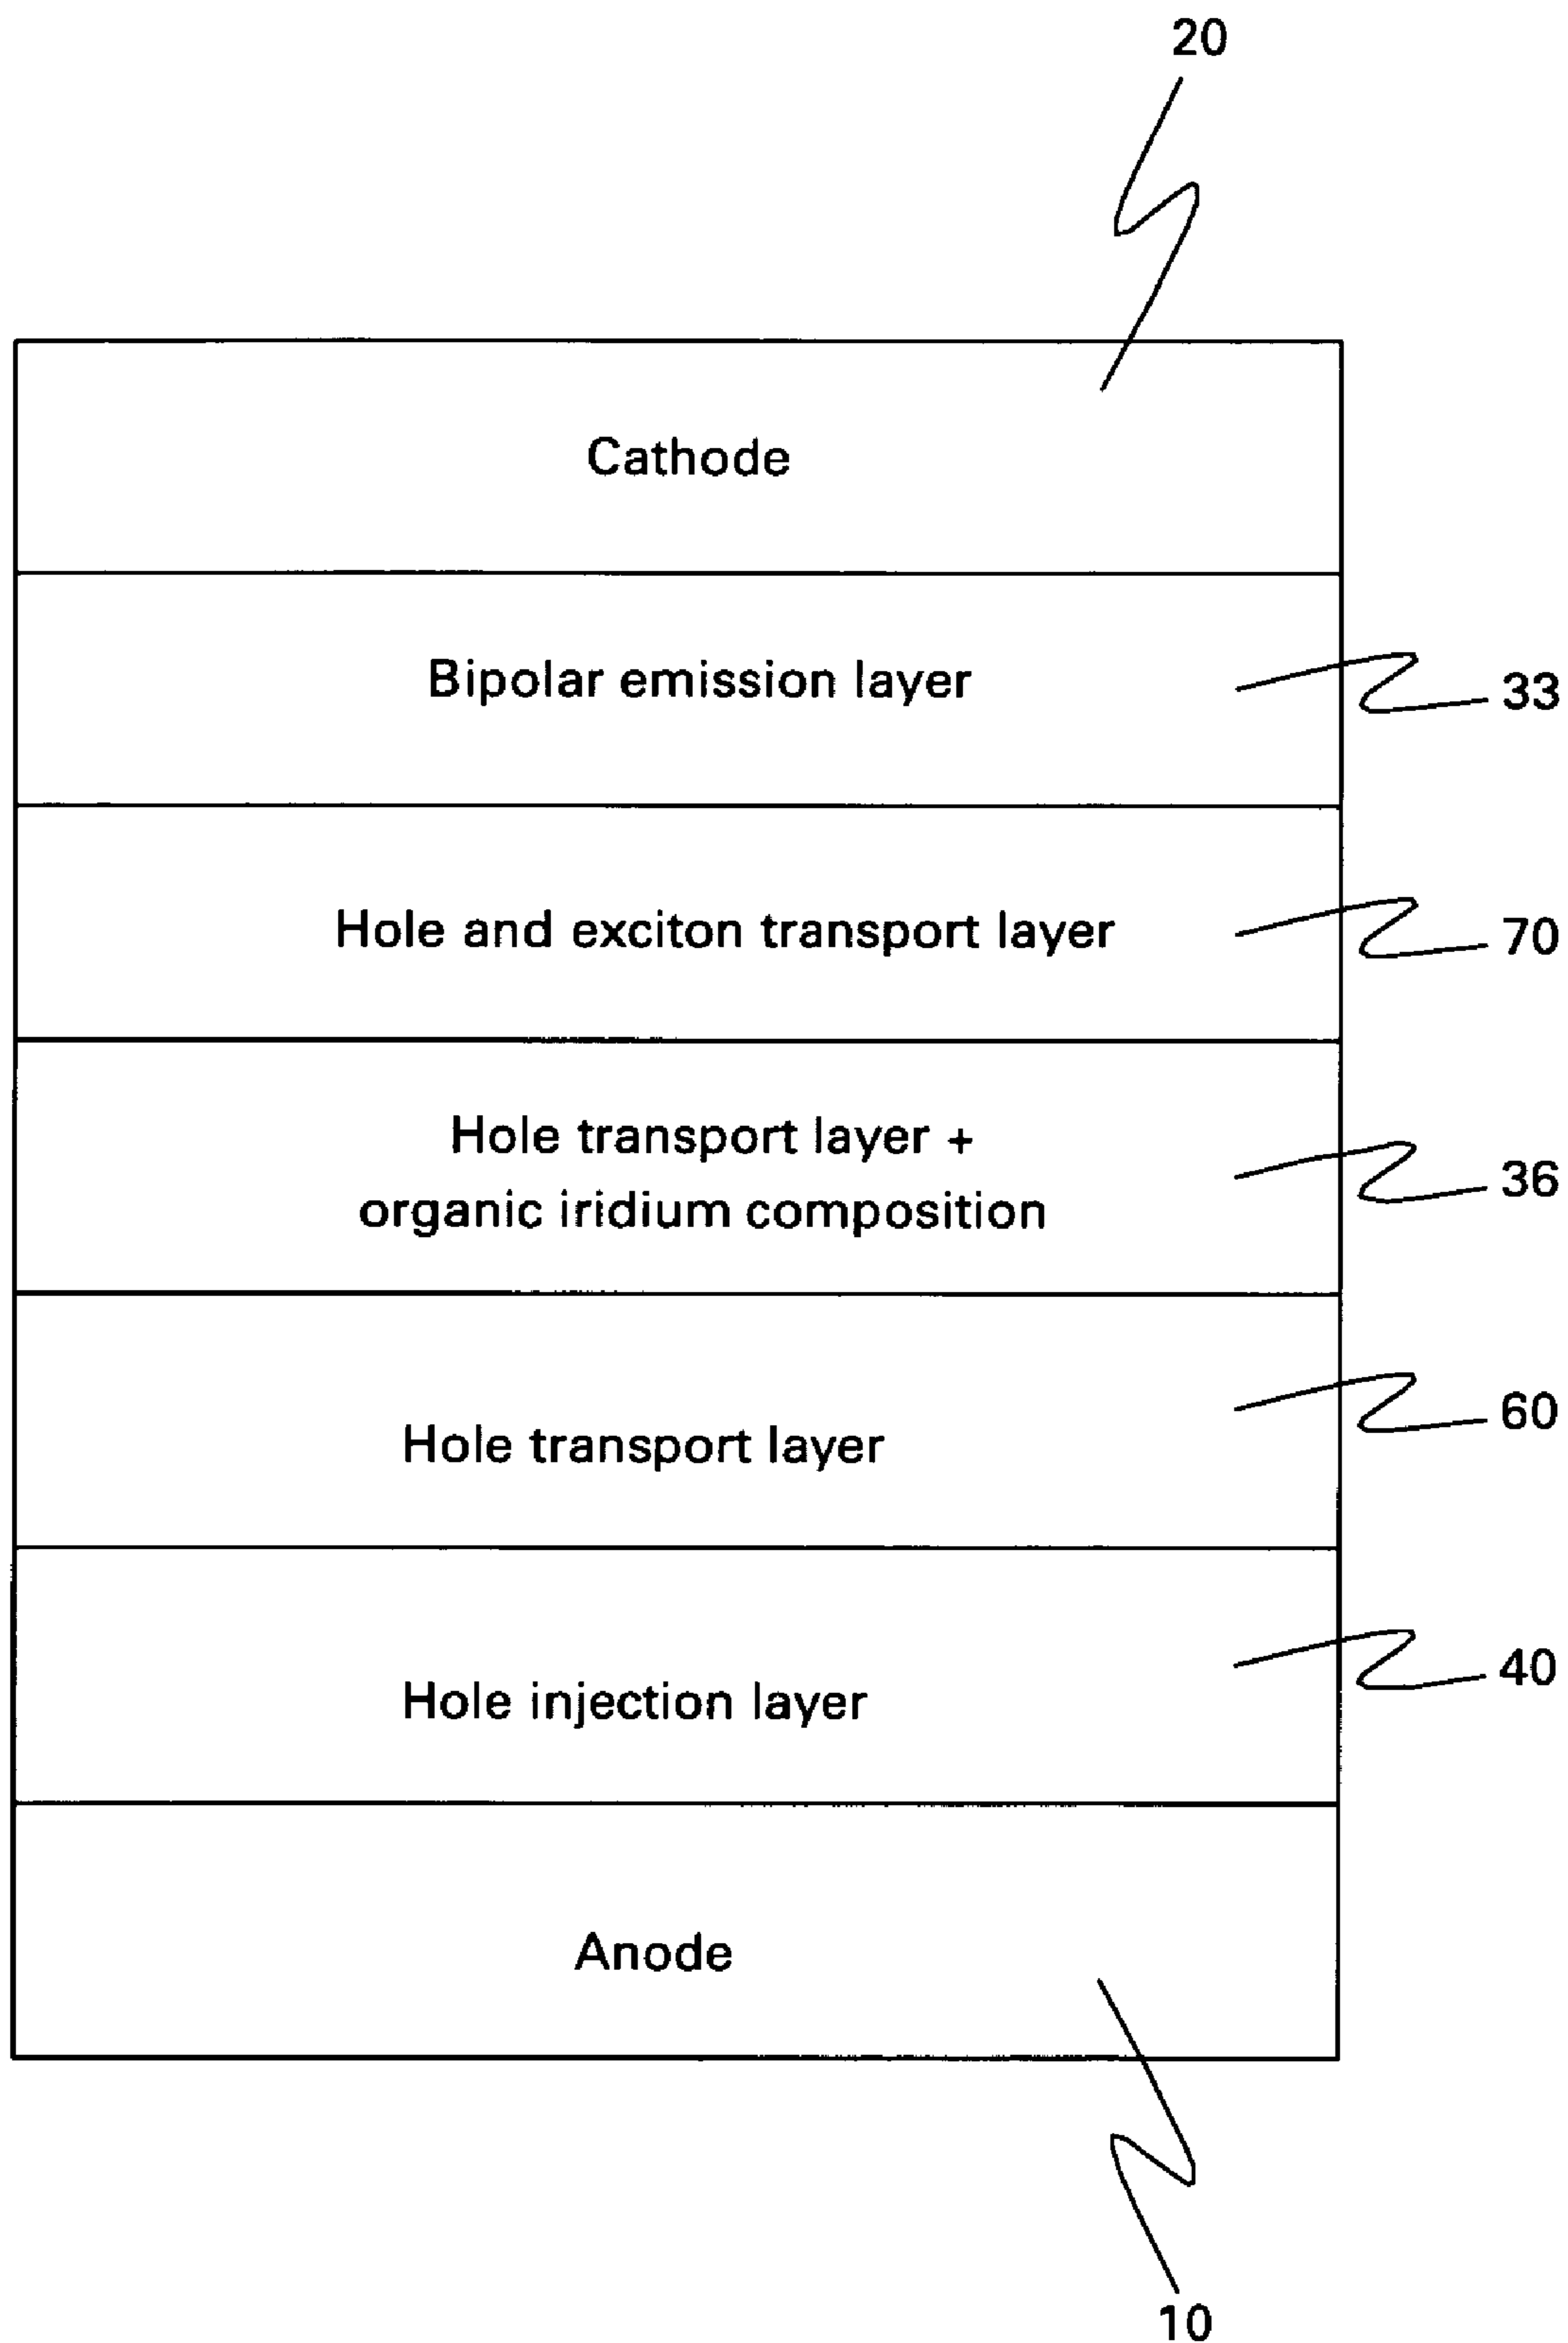 20
Cathode
Bipolar emission layer
33
Hole and exciton transport layer
70
Hole transport layer +
organic iridium composition
36
60
Hole transport layer
40
Hole injection layer
Anode
10